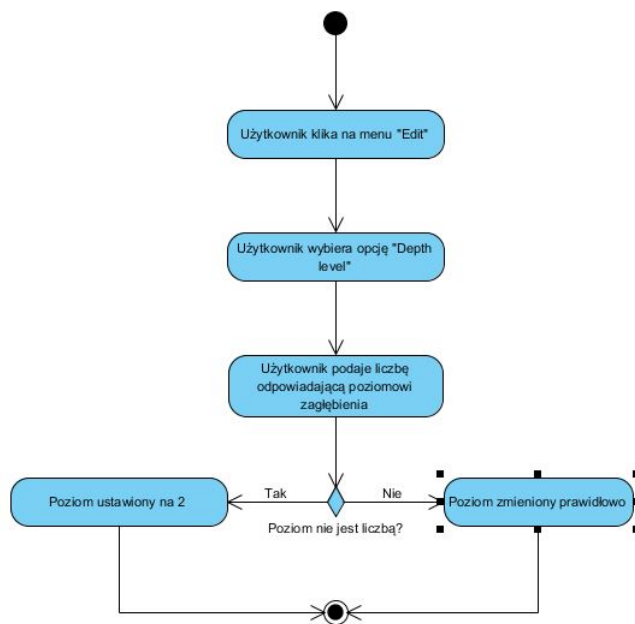 Użytkownik klika na menu "Edit"
Użytkownik wybiera opcję "Depth
level"
Użytkownik podaje liczbę
odpowiadającą poziomowi
zagłębienia
Tak
Nie
Poziom ustawiony na 2
Poziom zmieniony prawidłowo
Poziom nie jest liczbą?